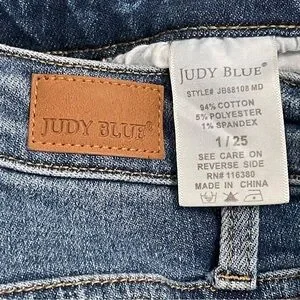 JUDY BLUE®
JUDY BLUE®
STYLE# JB88108 MD
94% COTTON
5% POLYESTER
1% SPANDEX
1 / 25
SEE CARE ON
REVERSE SIDE
RN# 116380
MADE IN CHINA